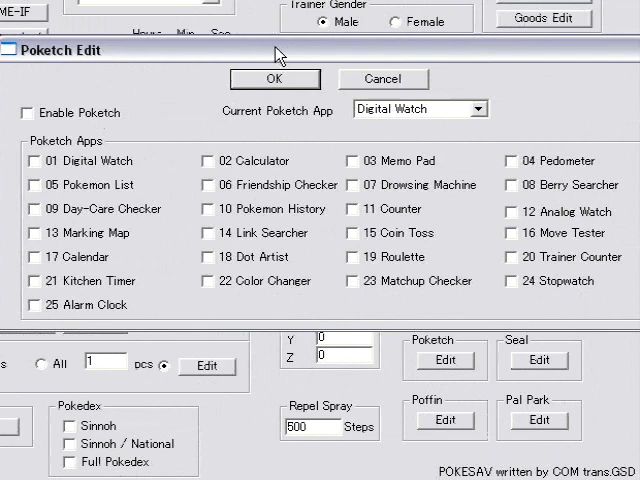 ME-IF
Trainer Gender
Male Female
Goods Edit
Hour Min Sec
Poketch Edit
OK Cancel
Enable Poketch Current Poketch App Digital Watch
Poketch Apps
01 Digital Watch 02 Calculator 03 Memo Pad 04 Pedometer
05 Pokemon List 06 Friendship Checker 07 Drowsing Machine 08 Berry Searcher
09 Day-Care Checker 10 Pokemon History 11 Counter 12 Analog Watch
13 Marking Map 14 Link Searcher 15 Coin Toss 16 Move Tester
17 Calendar 18 Dot Artist 19 Roulette 20 Trainer Counter
21 Kitchen Timer 22 Color Changer 23 Matchup Checker 24 Stopwatch
25 Alarm Clock
Y 0
Z 0
Poketch Seal
s All 1 pcs Edit
Edit Edit
Pokedex
Sinnoh
Sinnoh / National
Full Pokedex
Repel Spray
500 Steps
Poffin Pal Park
Edit Edit
POKESAV written by COM trans.GSD